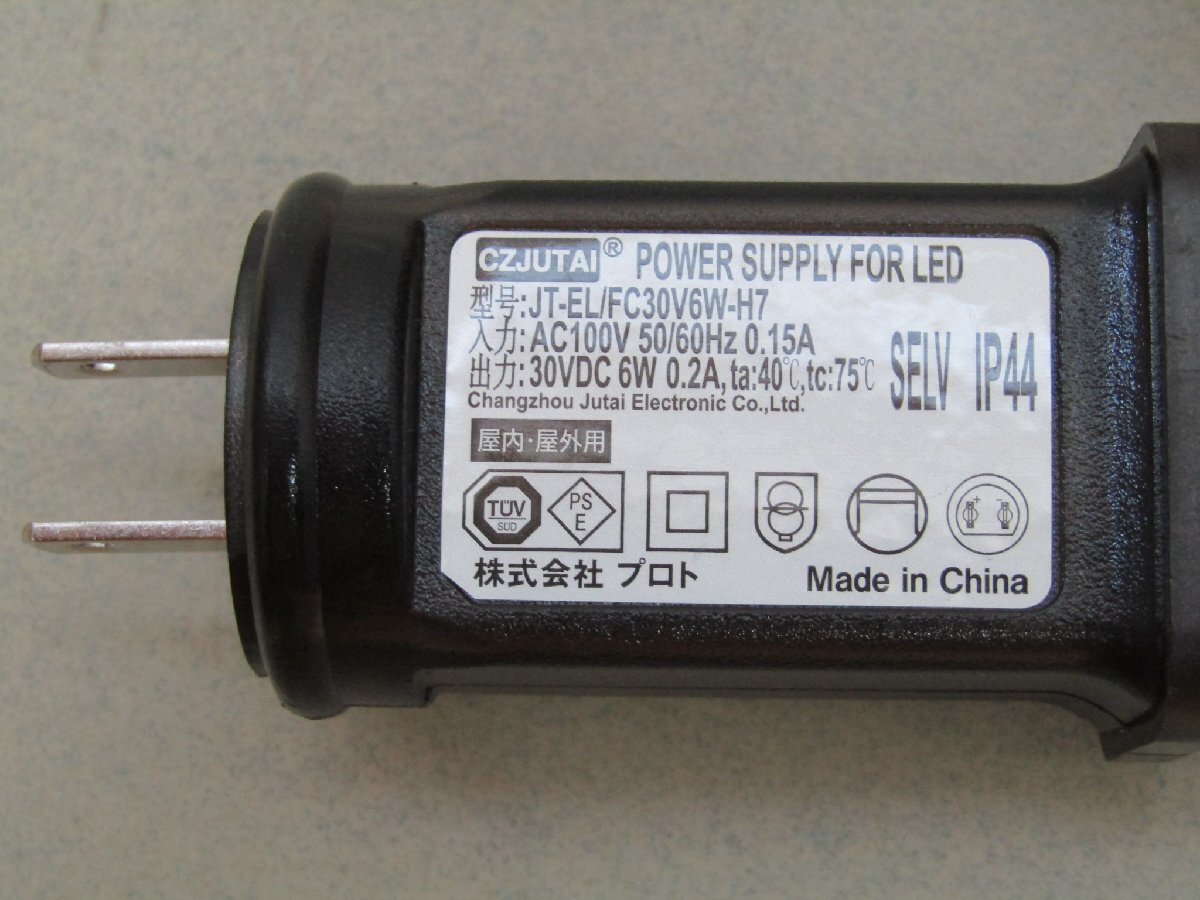 CZJUTAI® POWER SUPPLY FOR LED
型号:JT-EL/FC30V6W-H7
入力:AC100V 50/60Hz 0.15A
出力:30VDC 6W 0.2A,ta:40℃,tc:75℃ SELV IP44
Changzhou Jutai Electronic Co.,Ltd.
屋内・屋外用
TÜV
SÜD
PS
E
+ -
株式会社 プロト
Made in China